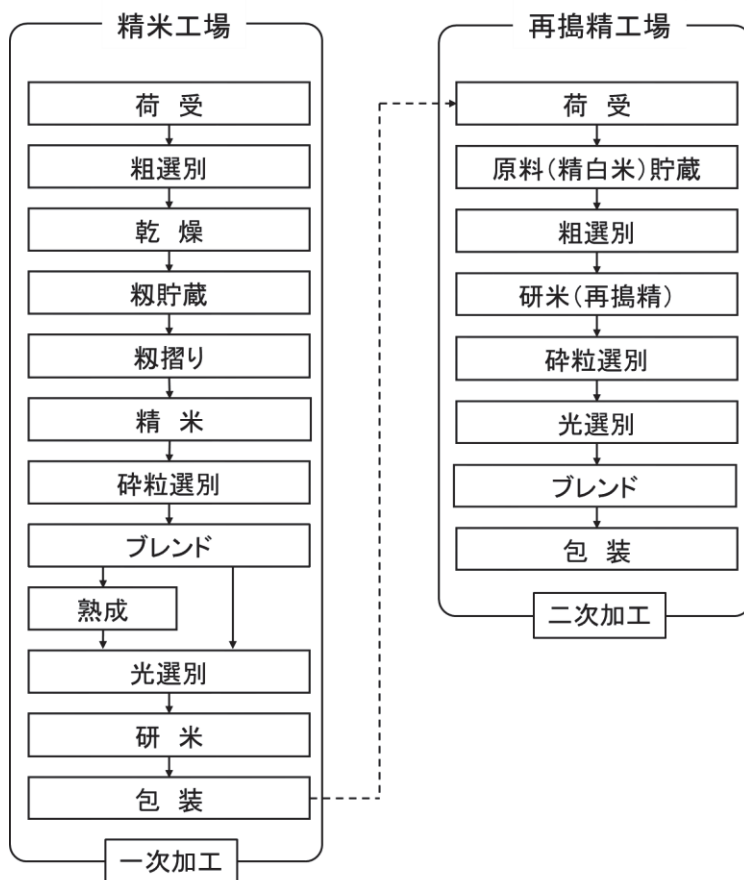 精米工場
荷 受
粗選別
乾 燥
籾貯蔵
籾摺り
精 米
砕粒選別
ブレンド
熟成
光選別
研 米
包 装
一次加工
再搗精工場
荷 受
原料(精白米)貯蔵
粗選別
研米(再搗精)
砕粒選別
光選別
ブレンド
包 装
二次加工